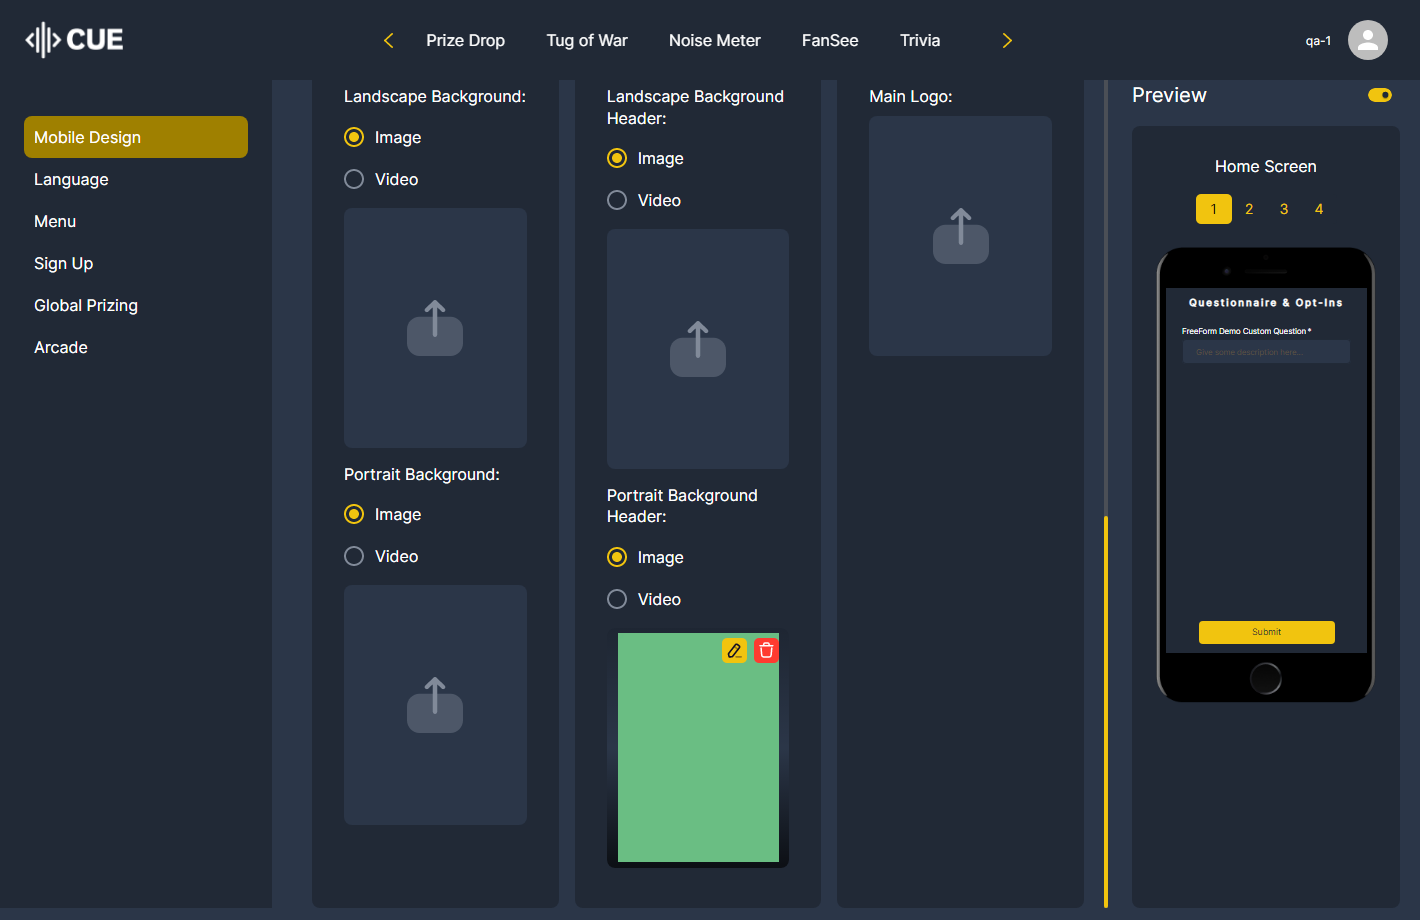 CUE
Prize Drop
Tug of War
Noise Meter
FanSee
Trivia
qa-1
Mobile Design
Language
Menu
Sign Up
Global Prizing
Arcade
Landscape Background:
Image
Video
Portrait Background:
Image
Video
Landscape Background
Header:
Image
Video
Portrait Background
Header:
Image
Video
Main Logo:
Preview
Home Screen
1 2 3 4
Questionnaire & Opt-Ins
FreeForm Demo Custom Question *
Give some description here...
Submit